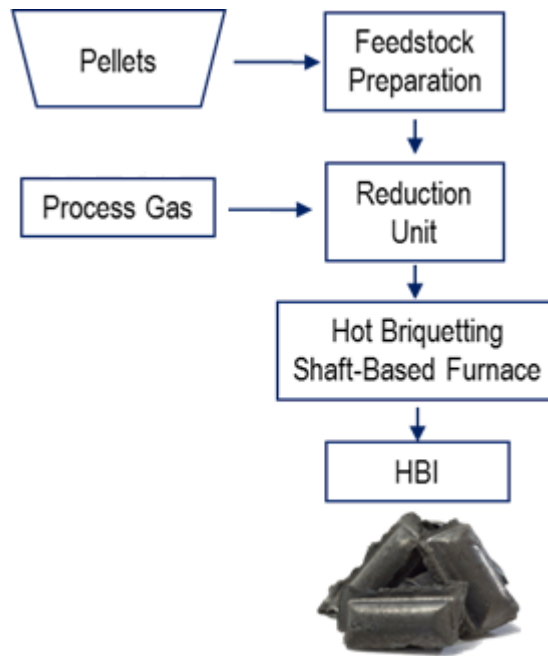 Pellets
Feedstock
Preparation
Process Gas
Reduction
Unit
Hot Briquetting
Shaft-Based Furnace
HBI